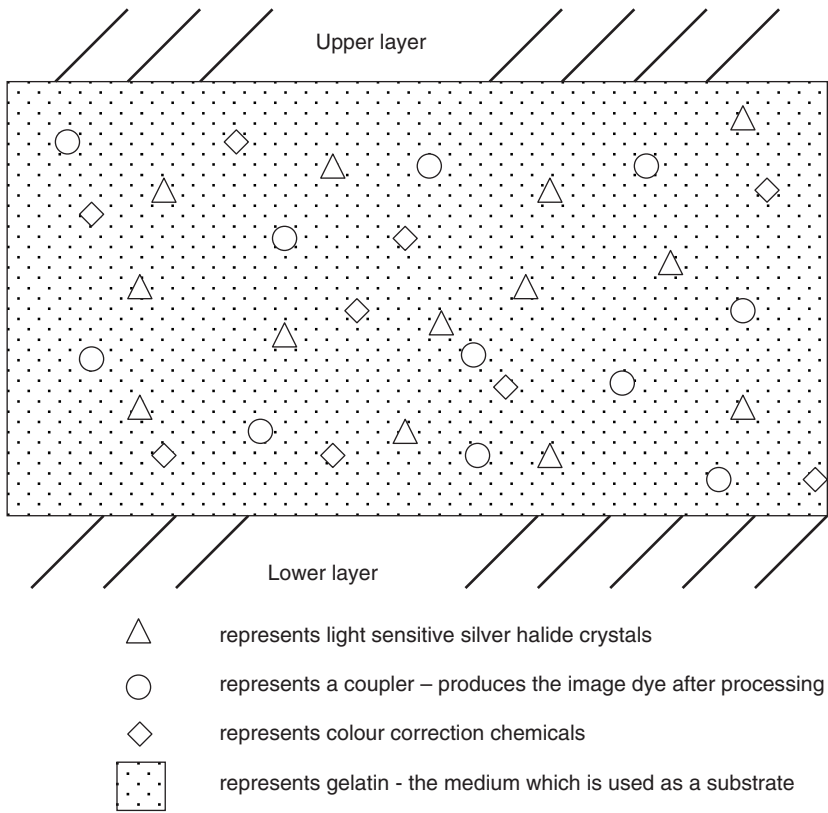 Upper layer
Lower layer
represents light sensitive silver halide crystals
represents a coupler – produces the image dye after processing
represents colour correction chemicals
represents gelatin - the medium which is used as a substrate